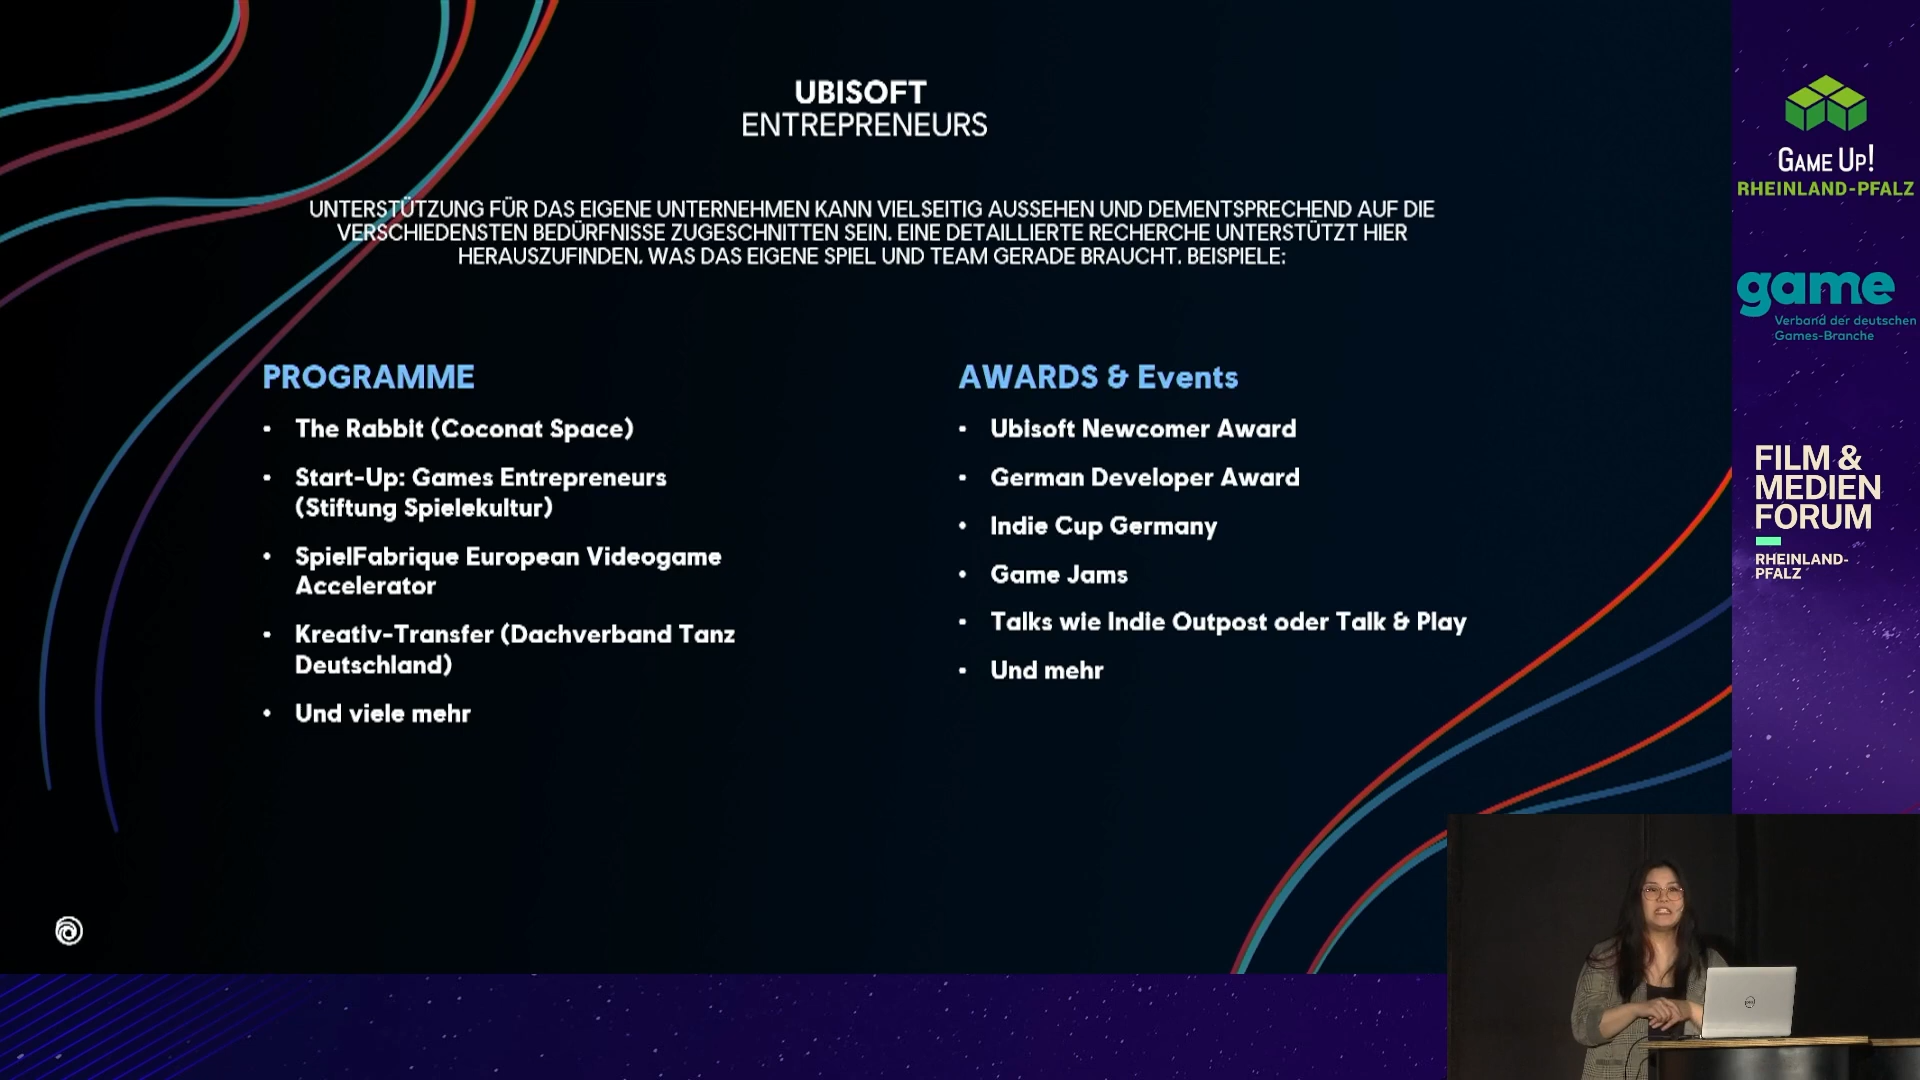 UBISOFT
ENTREPRENEURS
UNTERSTÜTZUNG FÜR DAS EIGENE UNTERNEHMEN KANN VIELSEITIG AUSSEHEN UND DEMENTSPRECHEND AUF DIE
VERSCHIEDENSTEN BEDÜRFNISSE ZUGESCHNITTEN SEIN. EINE DETAILLIERTE RECHERCHE UNTERSTÜTZT HIER
HERAUSZUFINDEN, WAS DAS EIGENE SPIEL UND TEAM GERADE BRAUCHT. BEISPIELE:
PROGRAMME
• The Rabbit (Coconat Space)
• Start-Up: Games Entrepreneurs
(Stiftung Spielekultur)
• SpielFabrique European Videogame
Accelerator
• Kreativ-Transfer (Dachverband Tanz
Deutschland)
• Und viele mehr
AWARDS & Events
• Ubisoft Newcomer Award
• German Developer Award
• Indie Cup Germany
• Game Jams
• Talks wie Indie Outpost oder Talk & Play
• Und mehr
GAME UP!
RHEINLAND-PFALZ
game
Verband der deutschen
Games-Branche
FILM &
MEDIEN
FORUM
RHEINLAND-
PFALZ
DELL